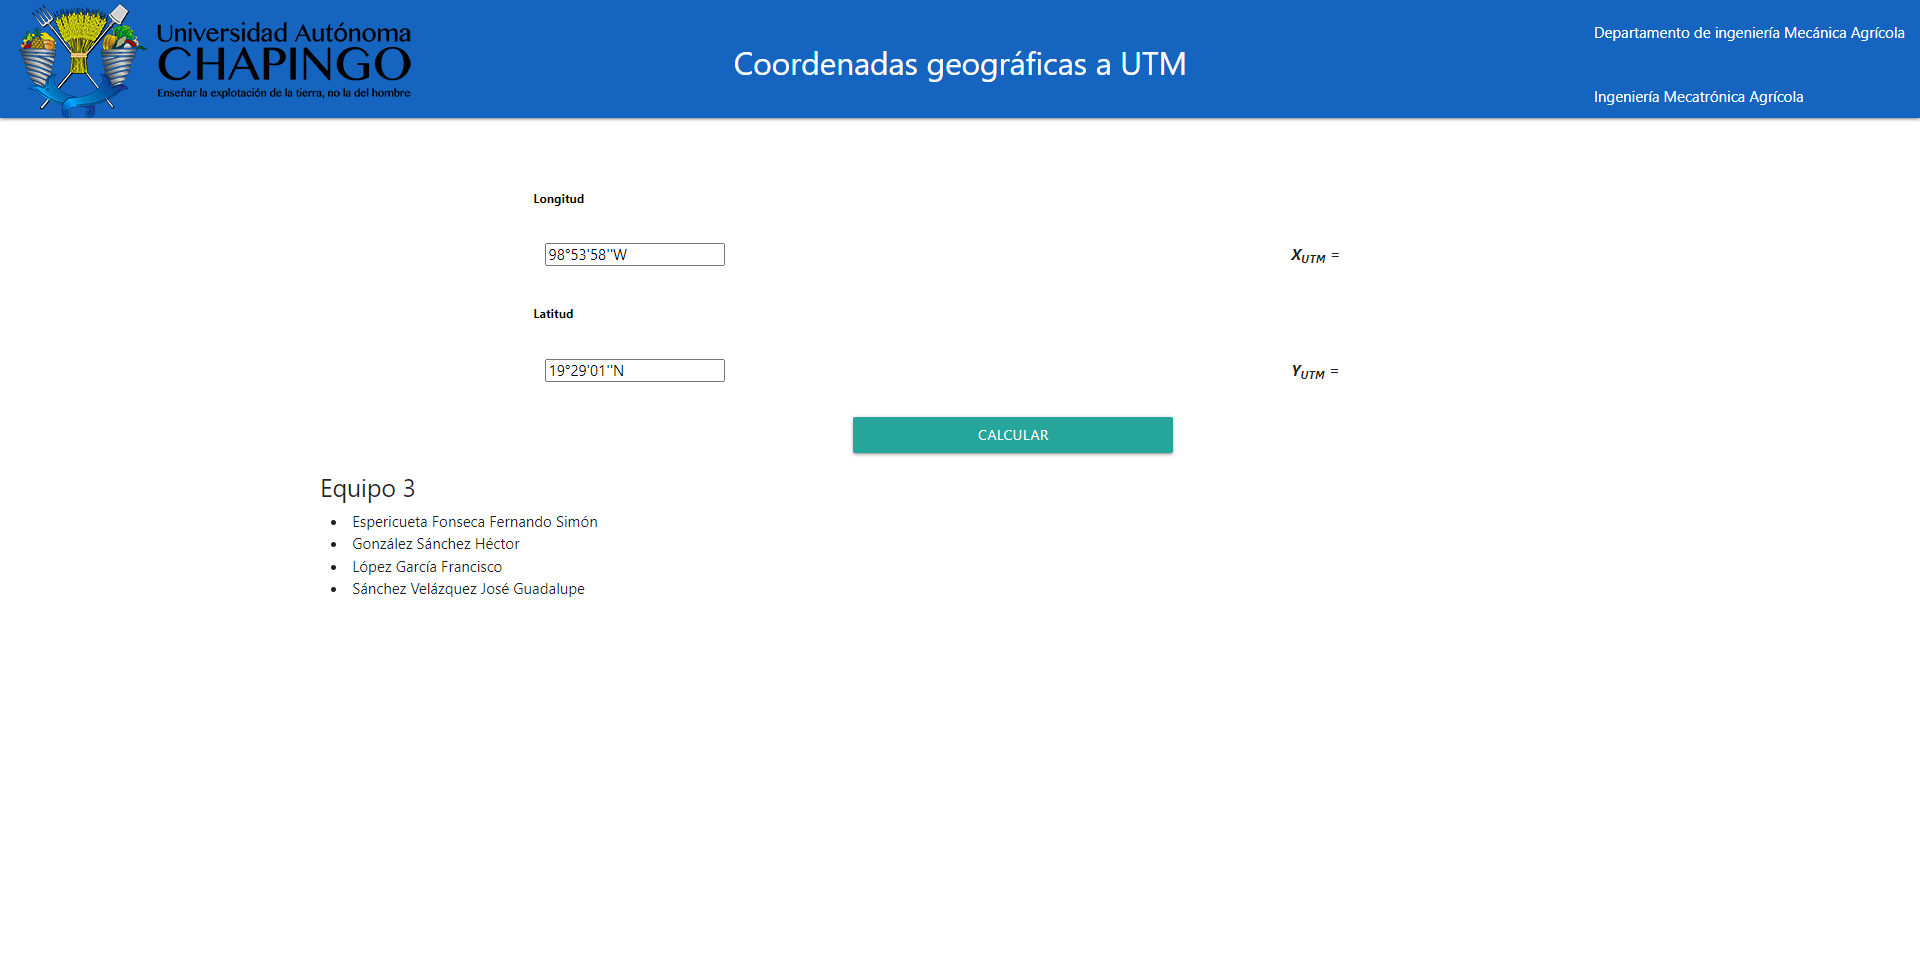 Universidad Autónoma
CHAPINGO
Enseñar la explotación de la tierra, no la del hombre
Coordenadas geográficas a UTM
Departamento de ingeniería Mecánica Agrícola
Ingeniería Mecatrónica Agrícola
Longitud
98°53'58''W
X UTM =
Latitud
19°29'01''N
Y UTM =
CALCULAR
Equipo 3
• Espericueta Fonseca Fernando Simón
• González Sánchez Héctor
• López García Francisco
• Sánchez Velázquez José Guadalupe